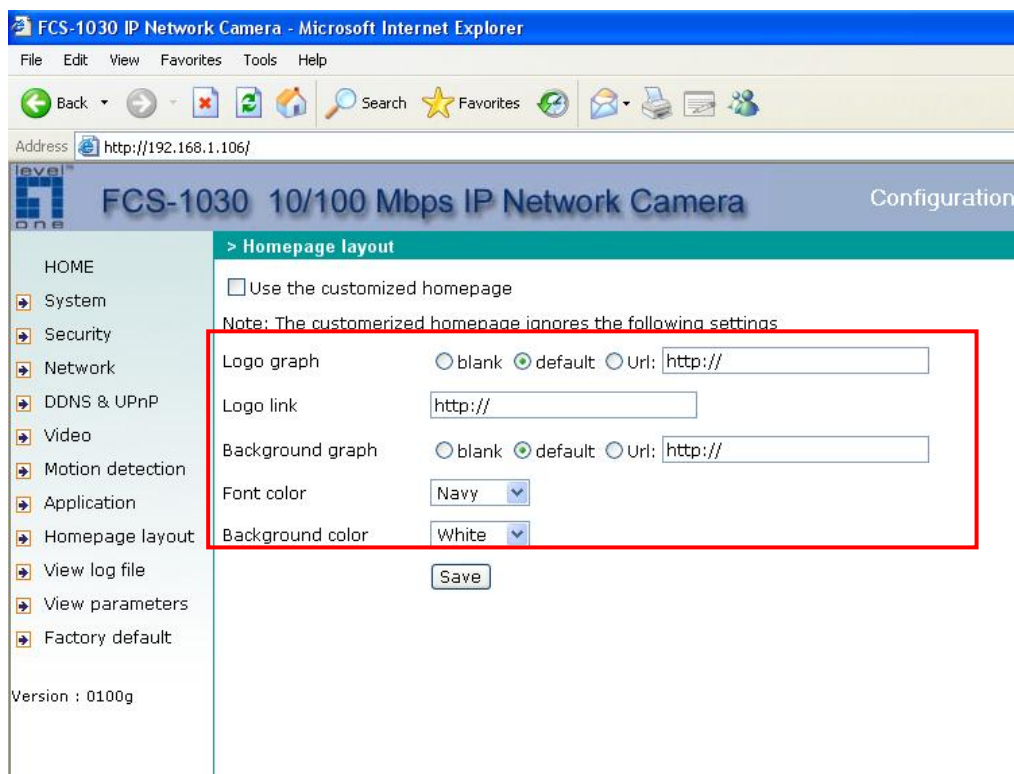 FCS-1030 IP Network Camera - Microsoft Internet Explorer
File Edit View Favorites Tools Help
Back Search Favorites
Address http://192.168.1.106/
level one
FCS-1030 10/100 Mbps IP Network Camera
Configuration
HOME
System
Security
Network
DDNS & UPnP
Video
Motion detection
Application
Homepage layout
View log file
View parameters
Factory default
Version : 0100g
> Homepage layout
Use the customized homepage
Note: The customerized homepage ignores the following settings
Logo graph blank default Url: http://
Logo link http://
Background graph blank default Url: http://
Font color Navy
Background color White
Save